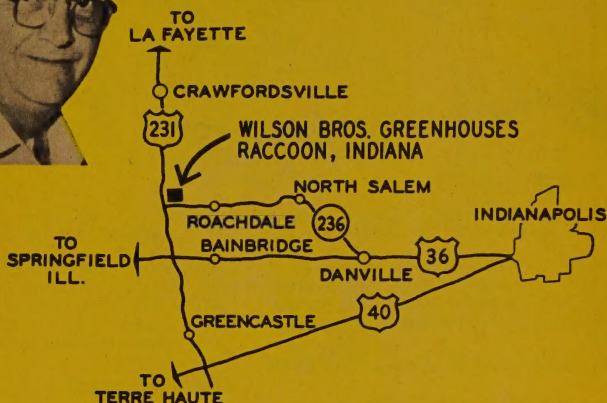 TO
LA FAYETTE
CRAWFORDSVILLE
231
WILSON BROS. GREENHOUSES
RACCOON, INDIANA
NORTH SALEM
ROACHDALE
236
INDIANAPOLIS
TO
SPRINGFIELD
ILL.
BAINBRIDGE
DANVILLE
36
40
GREENCASTLE
TO
TERRE HAUTE